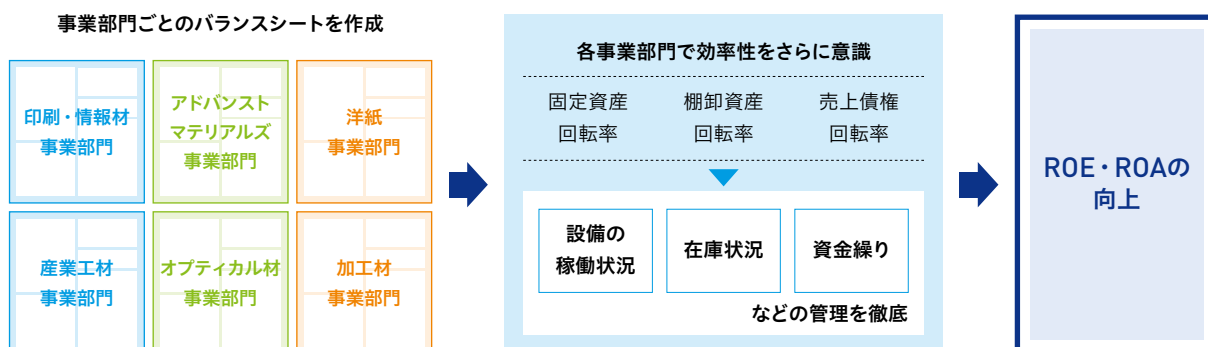 事業部門ごとのバランスシートを作成
印刷・情報材
事業部門
アドバンスト
マテリアルズ
事業部門
洋紙
事業部門
産業工材
事業部門
オプティカル材
事業部門
加工材
事業部門
各事業部門で効率性をさらに意識
固定資産
回転率
棚卸資産
回転率
売上債権
回転率
設備の
稼働状況
在庫状況
資金繰り
などの管理を徹底
ROE・ROAの
向上